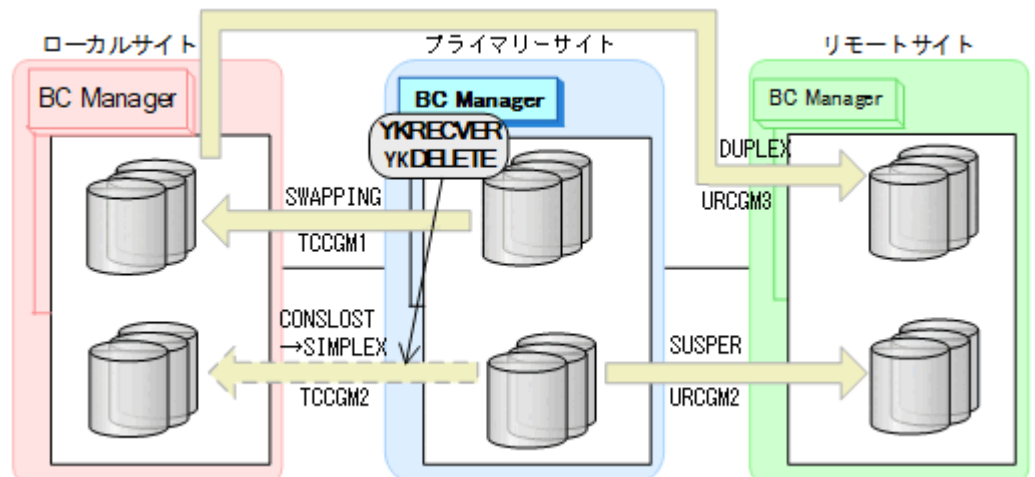 ローカルサイト
プライマリーサイト
リモートサイト
BC Manager
BC Manager
BC Manager
YKRECVER
YKDELETE
DUPLEX
URCGM3
SWAPPING
TCCGM1
CONSLOST
→SIMPLEX
TCCGM2
SUSPER
URCGM2